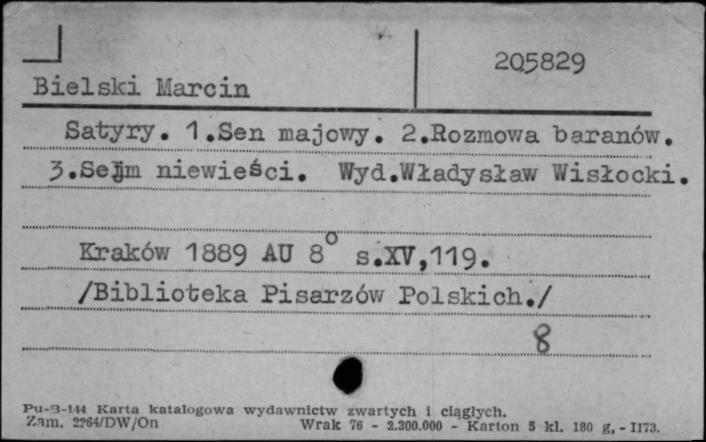 205829
Bielski Marcin
Satyry. 1.Sen majowy. 2.Rozmowa baranów.
3.Sejm niewieści. Wyd.Władysław Wisłocki.
Kraków 1889 AU 8° s.XV,119.
/Biblioteka Pisarzów Polskich./
8
Pu-B-144 Karta katalogowa wydawnictw zwartych i ciągłych.
Zam. 2264/DW/On Wrak 76 - 2.300.000 - Karton 5 kl. 180 g, - II73.